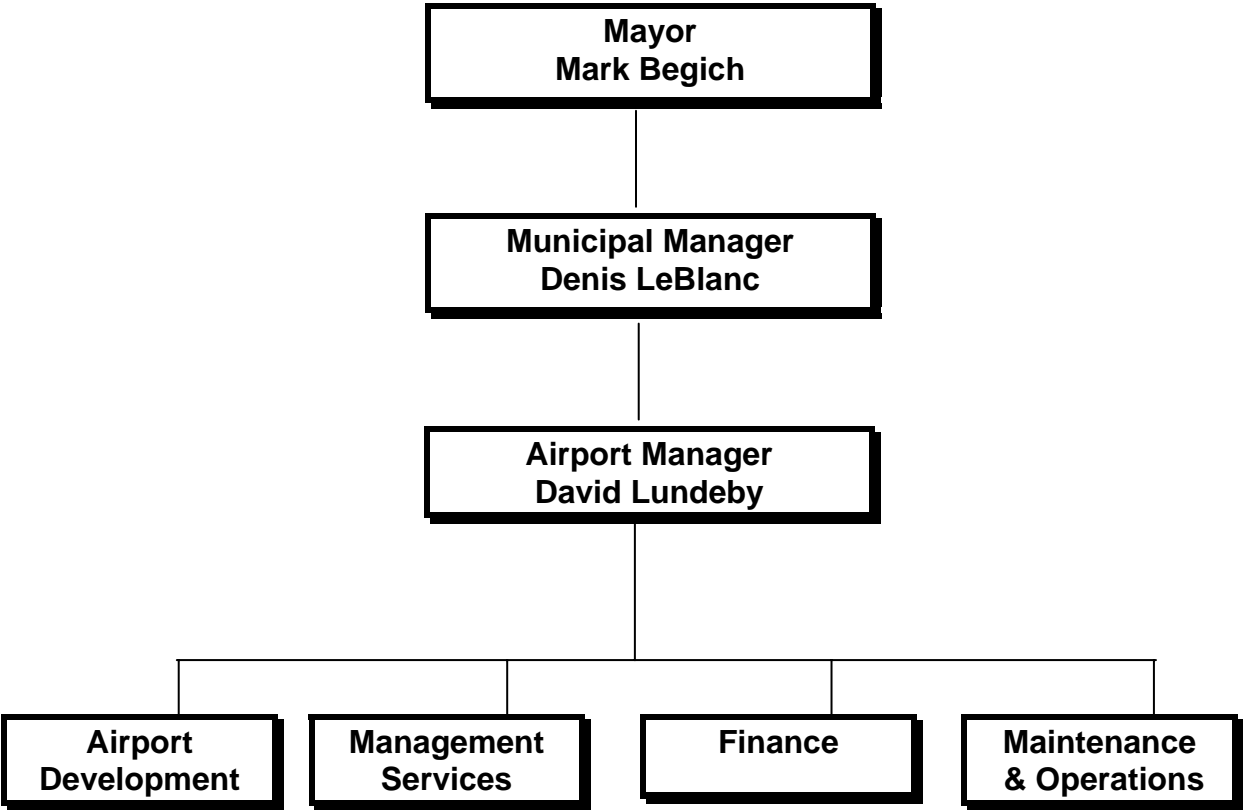 Mayor
Mark Begich
Municipal Manager
Denis LeBlanc
Airport Manager
David Lundeby
Airport
Development
Management
Services
Finance
Maintenance
& Operations